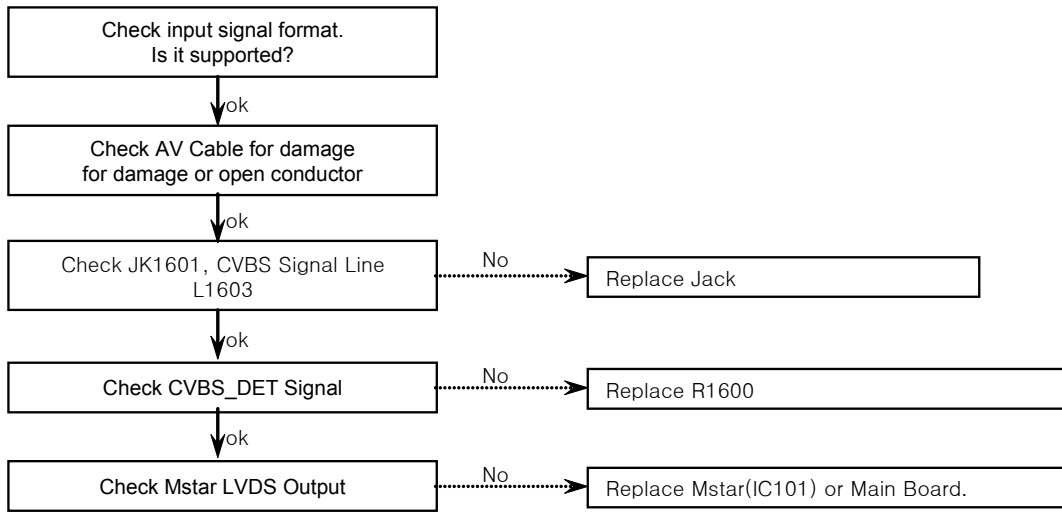 Check input signal format.
Is it supported?
ok
Check AV Cable for damage
for damage or open conductor
ok
Check JK1601, CVBS Signal Line
L1603
No
Replace Jack
ok
Check CVBS_DET Signal
No
Replace R1600
ok
Check Mstar LVDS Output
No
Replace Mstar(IC101) or Main Board.